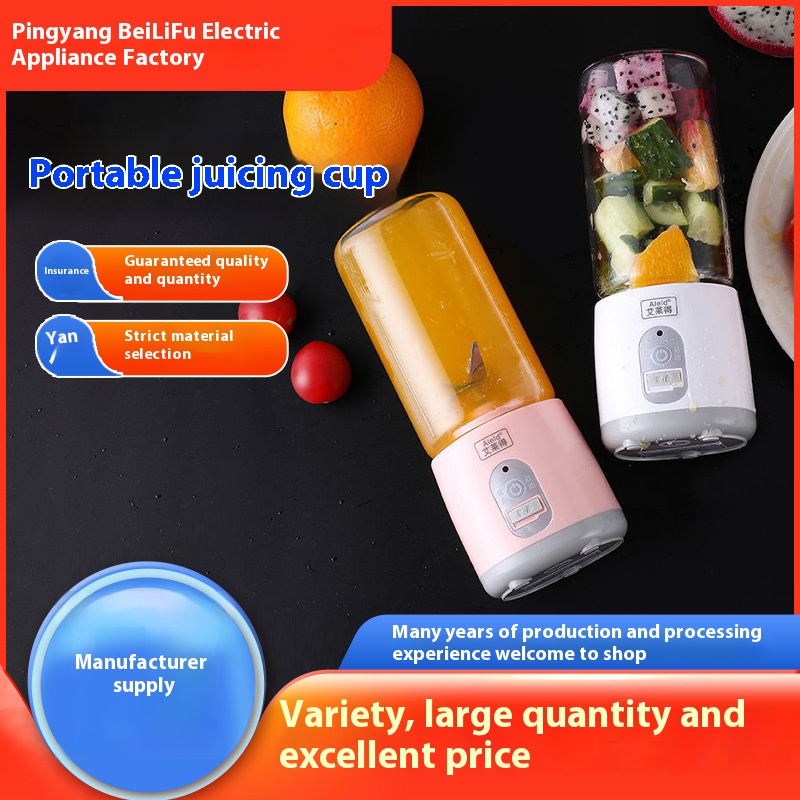 Pingyang BeiLiFu Electric
Appliance Factory
Portable juicing cup
Insurance
Guaranteed quality
and quantity
Yan
Strict material
selection
Aleld®
艾莱得
Aleld®
艾莱得
Manufacturer
supply
Many years of production and processing
experience welcome to shop
Variety, large quantity and
excellent price